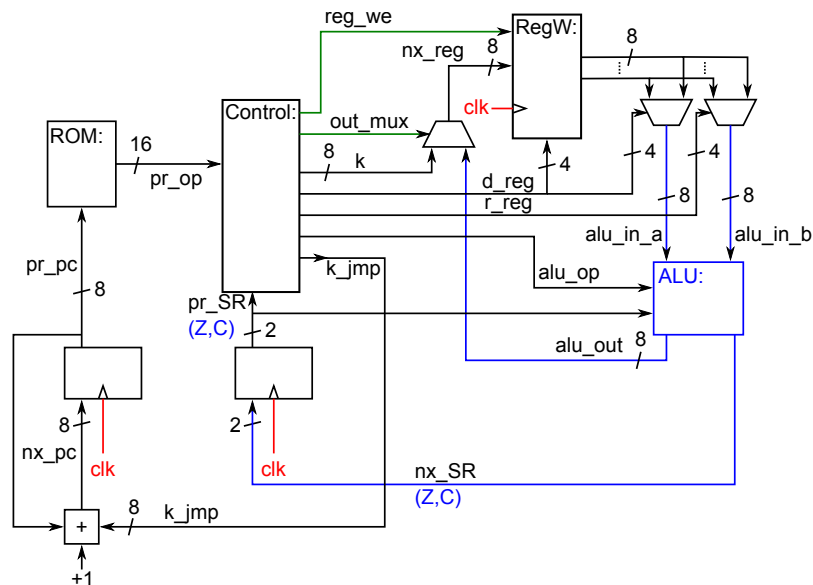 reg_we
RegW:
8
nx_reg
8
Control:
clk
ROM:
out_mux
16
8
k
pr_op
4
4
4
d_reg
r_reg
8
8
alu_in_a
alu_in_b
pr_pc
k_jmp
alu_op
ALU:
8
pr_SR
(Z,C)
2
alu_out
8
8
2
nx_pc
clk
clk
nx_SR
(Z,C)
8
k_jmp
+
+1